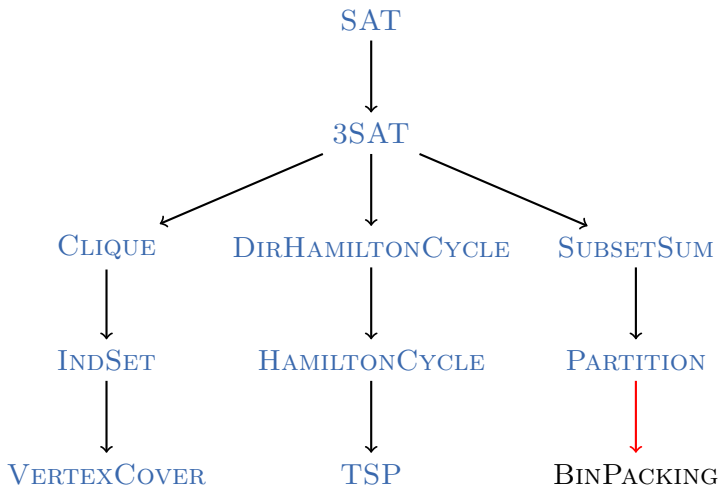 SAT
3SAT
CLIQUE DIRHAMILTONCYCLE SUBSETSUM
INDSET HAMILTONCYCLE PARTITION
VERTEXCOVER TSP BINPACKING